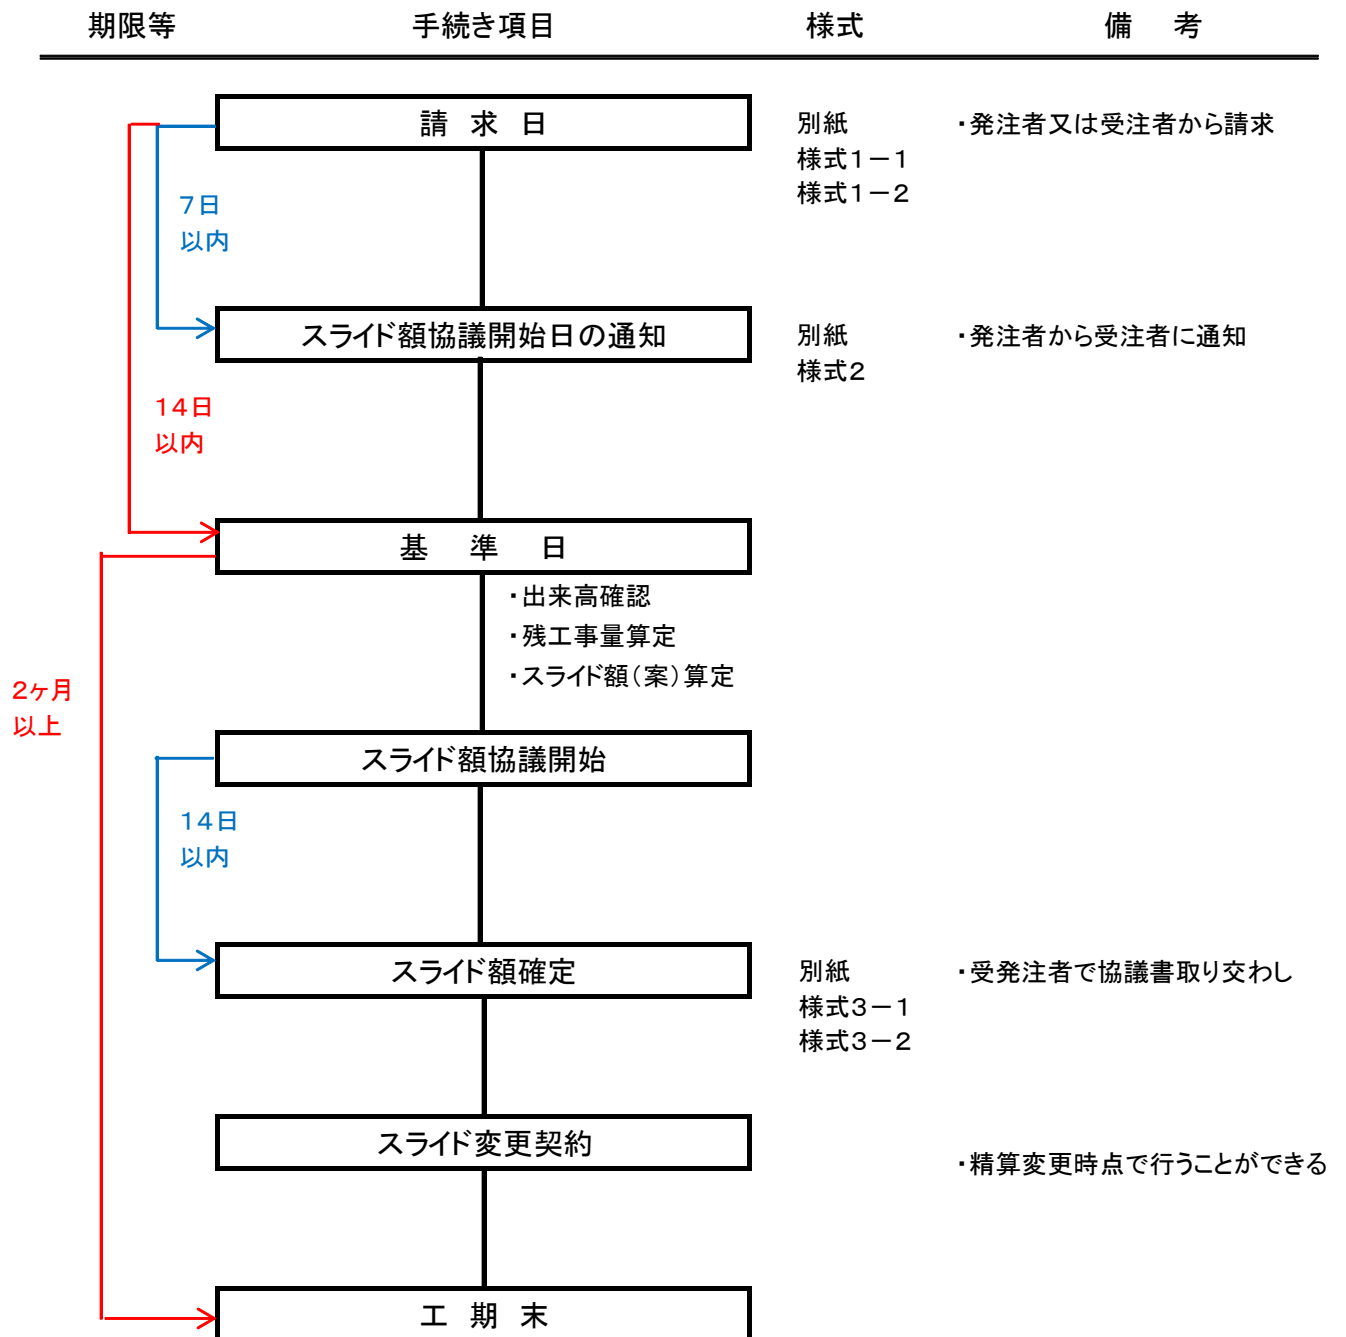 期限等 手続き項目 様式 備　考
請 求 日 別紙 ・発注者又は受注者から請求
様式１－１
様式１－２
７日
以内
スライド額協議開始日の通知 別紙 ・発注者から受注者に通知
様式２
１４日
以内
基　準　日
・出来高確認
・残工事量算定
・スライド額（案）算定
２ヶ月
以上
スライド額協議開始
１４日
以内
スライド額確定 別紙 ・受発注者で協議書取り交わし
様式３－１
様式３－２
スライド変更契約
・精算変更時点で行うことができる
工 期 末